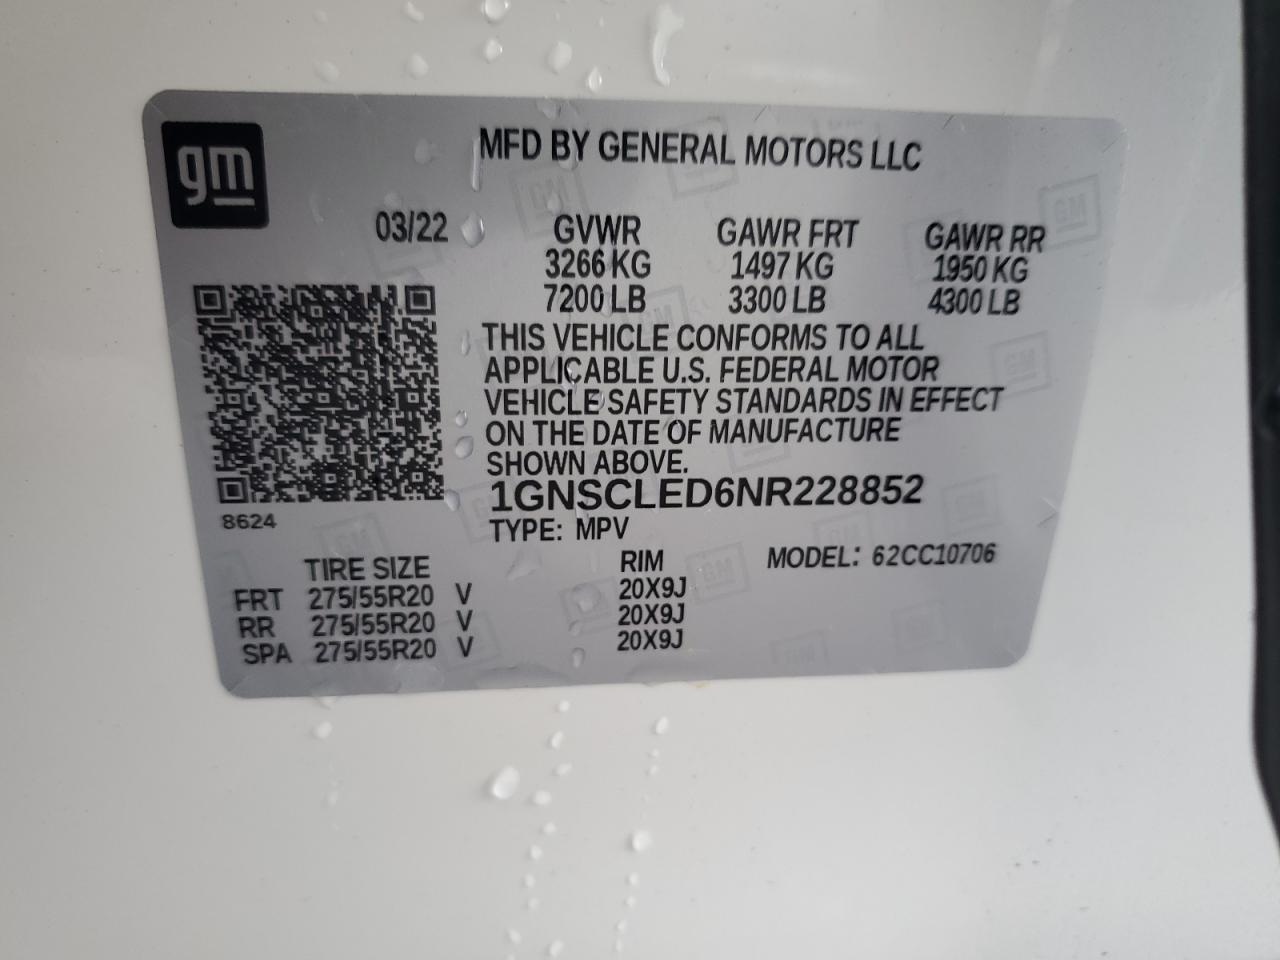 gm
MFD BY GENERAL MOTORS LLC
03/22 GVWR GAWR FRT GAWR RR
3266 KG 1497 KG 1950 KG
7200 LB 3300 LB 4300 LB
THIS VEHICLE CONFORMS TO ALL
APPLICABLE U.S. FEDERAL MOTOR
VEHICLE SAFETY STANDARDS IN EFFECT
ON THE DATE OF MANUFACTURE
SHOWN ABOVE.
1GNSCLED6NR228852
8624
TYPE: MPV
TIRE SIZE RIM MODEL: 62CC10706
FRT 275/55R20 V 20X9J
RR 275/55R20 V 20X9J
SPA 275/55R20 V 20X9J